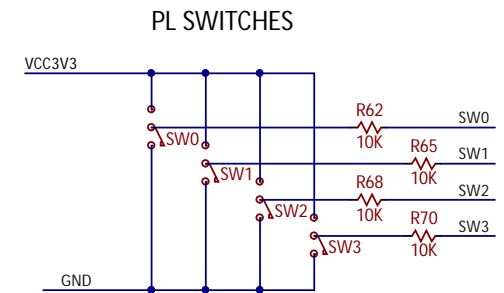 PL SWITCHES
VCC3V3
R62
SW0
SW0
10K
R65
SW1
SW1
10K
R68
SW2
SW2
10K
R70
SW3
SW3
10K
GND